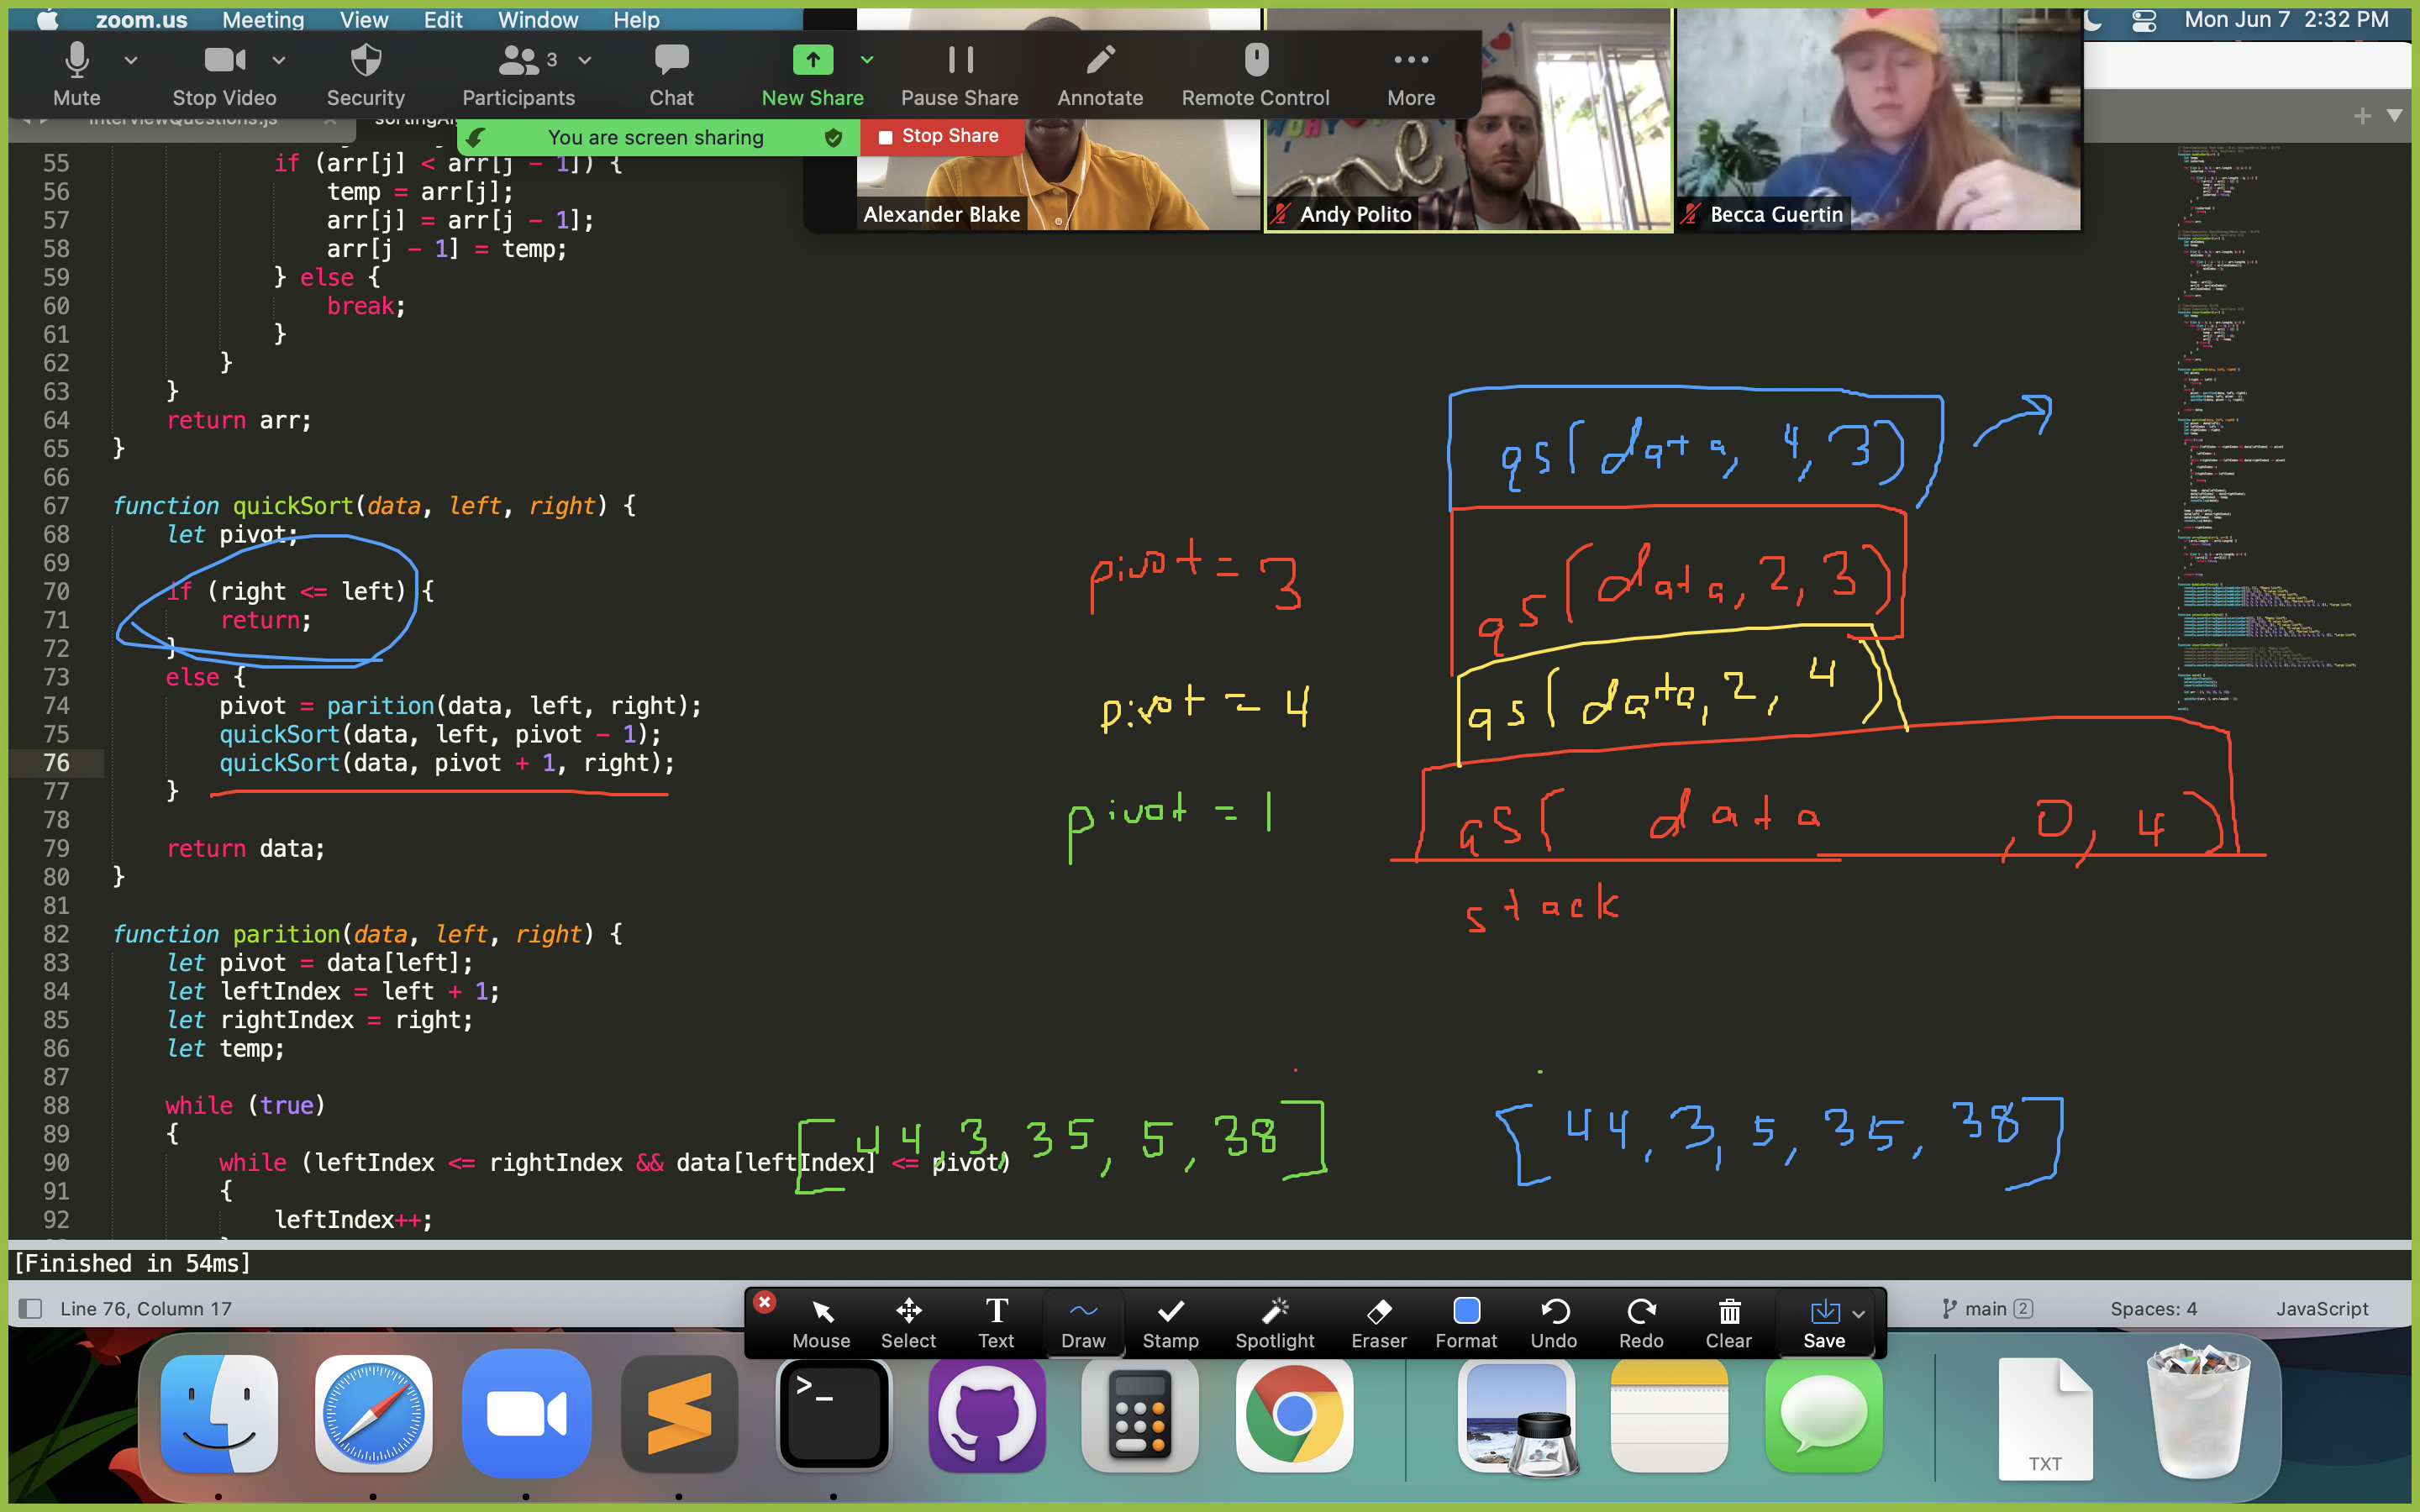 zoom.us Meeting View Edit Window Help
Mon Jun 7 2:32 PM
Mute
Stop Video
Security
3
Participants
Chat
New Share
Pause Share
Annotate
Remote Control
More
You are screen sharing
Stop Share
interviewQuestions.js
Alexander Blake
Andy Polito
Becca Guertin
55 if (arr[j] < arr[j - 1]) {
56 temp = arr[j];
57 arr[j] = arr[j - 1];
58 arr[j - 1] = temp;
59 } else {
60 break;
61 }
62 }
63 }
64 return arr;
65 }
66
67 function quickSort(data, left, right) {
68 let pivot;
69
70 if (right <= left) {
71 return;
72 }
73 else {
74 pivot = parition(data, left, right);
75 quickSort(data, left, pivot - 1);
76 quickSort(data, pivot + 1, right);
77 }
78
79 return data;
80 }
81
82 function parition(data, left, right) {
83 let pivot = data[left];
84 let leftIndex = left + 1;
85 let rightIndex = right;
86 let temp;
87
88 while (true)
89 {
90 while (leftIndex <= rightIndex && data[leftIndex] <= pivot)
91 {
92 leftIndex++;
qs(data, 4, 3)
pivot = 3
qs(data, 2, 3)
pivot = 4
qs(data, 2, 4)
pivot = 1
qs( data , 0, 4)
stack
[44, 3, 35, 5, 38]
[44, 3, 5, 35, 38]
[Finished in 54ms]
Line 76, Column 17
Mouse
Select
Text
Draw
Stamp
Spotlight
Eraser
Format
Undo
Redo
Clear
Save
main 2
Spaces: 4
JavaScript
TXT